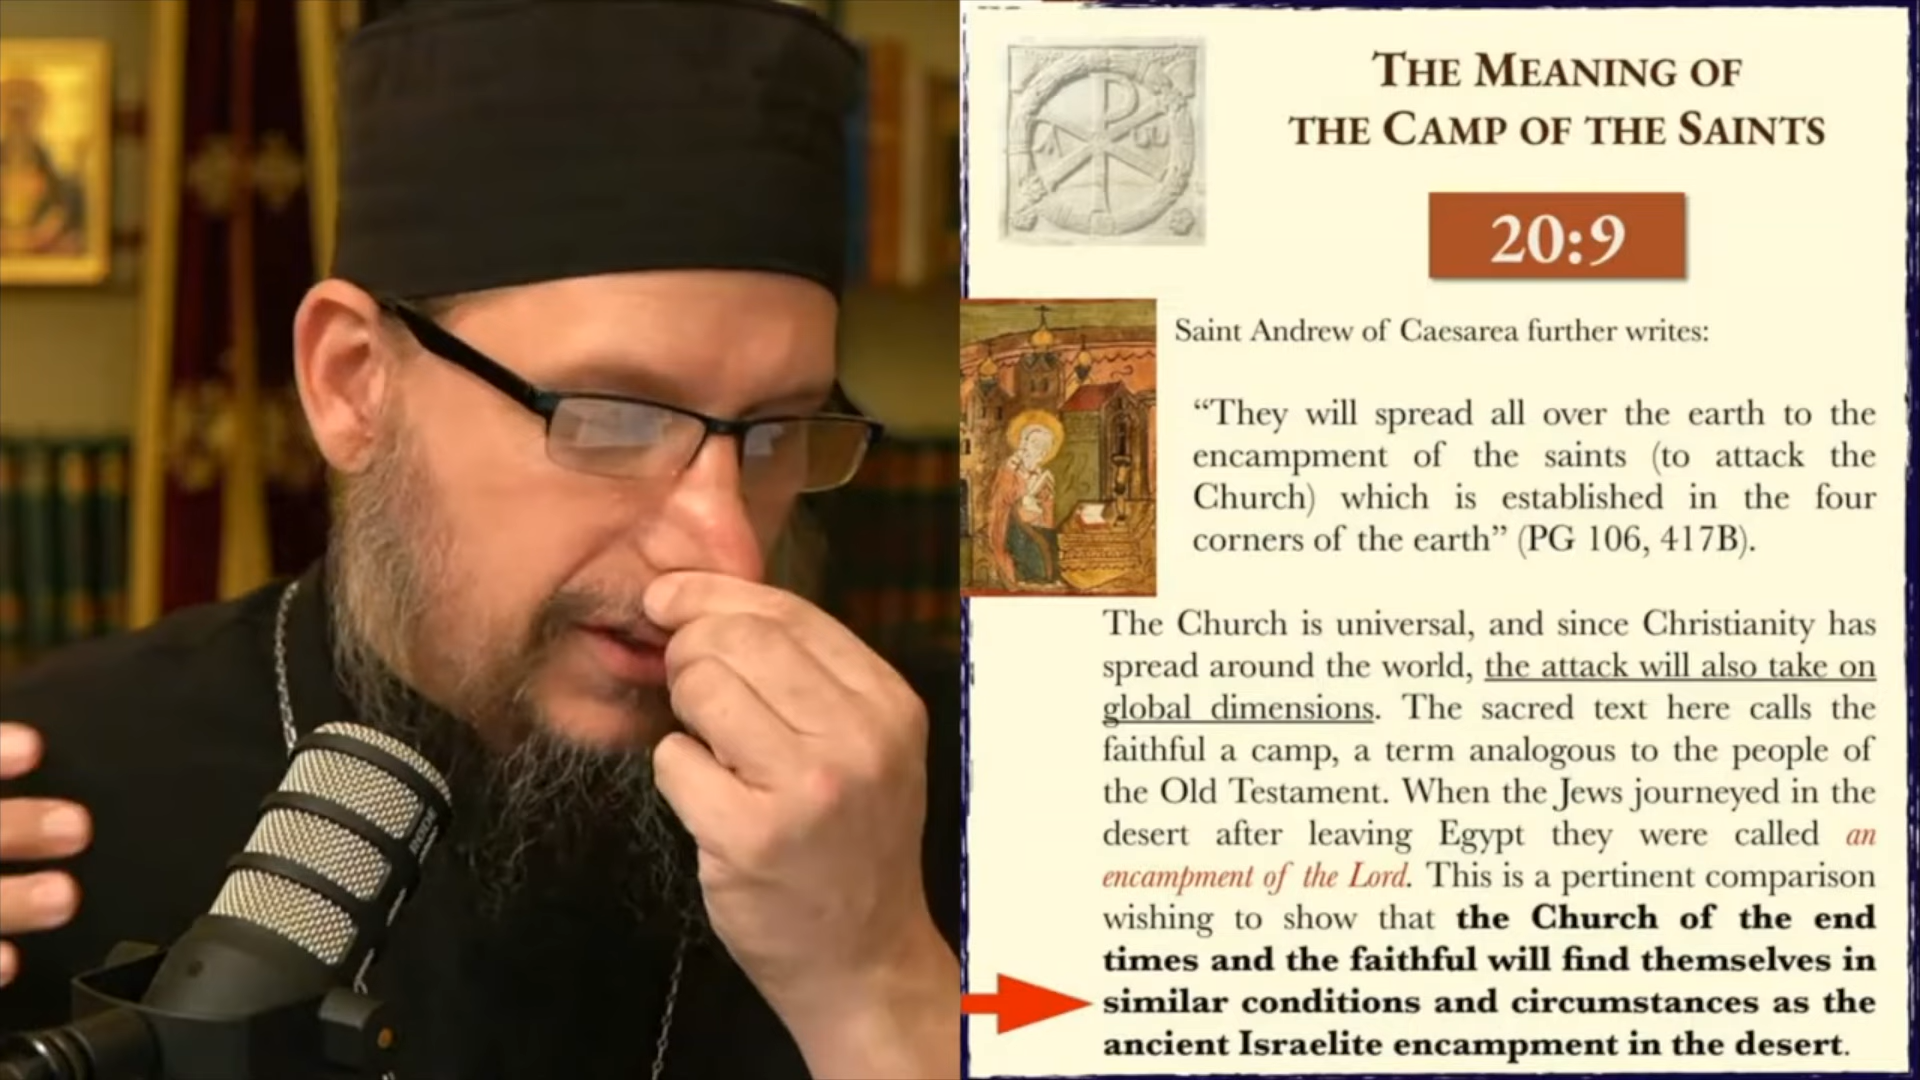 THE MEANING OF
THE CAMP OF THE SAINTS
20:9
Saint Andrew of Caesarea further writes:
“They will spread all over the earth to the
encampment of the saints (to attack the
Church) which is established in the four
corners of the earth” (PG 106, 417B).
The Church is universal, and since Christianity has
spread around the world, the attack will also take on
global dimensions. The sacred text here calls the
faithful a camp, a term analogous to the people of
the Old Testament. When the Jews journeyed in the
desert after leaving Egypt they were called an
encampment of the Lord. This is a pertinent comparison
wishing to show that the Church of the end
times and the faithful will find themselves in
similar conditions and circumstances as the
ancient Israelite encampment in the desert.